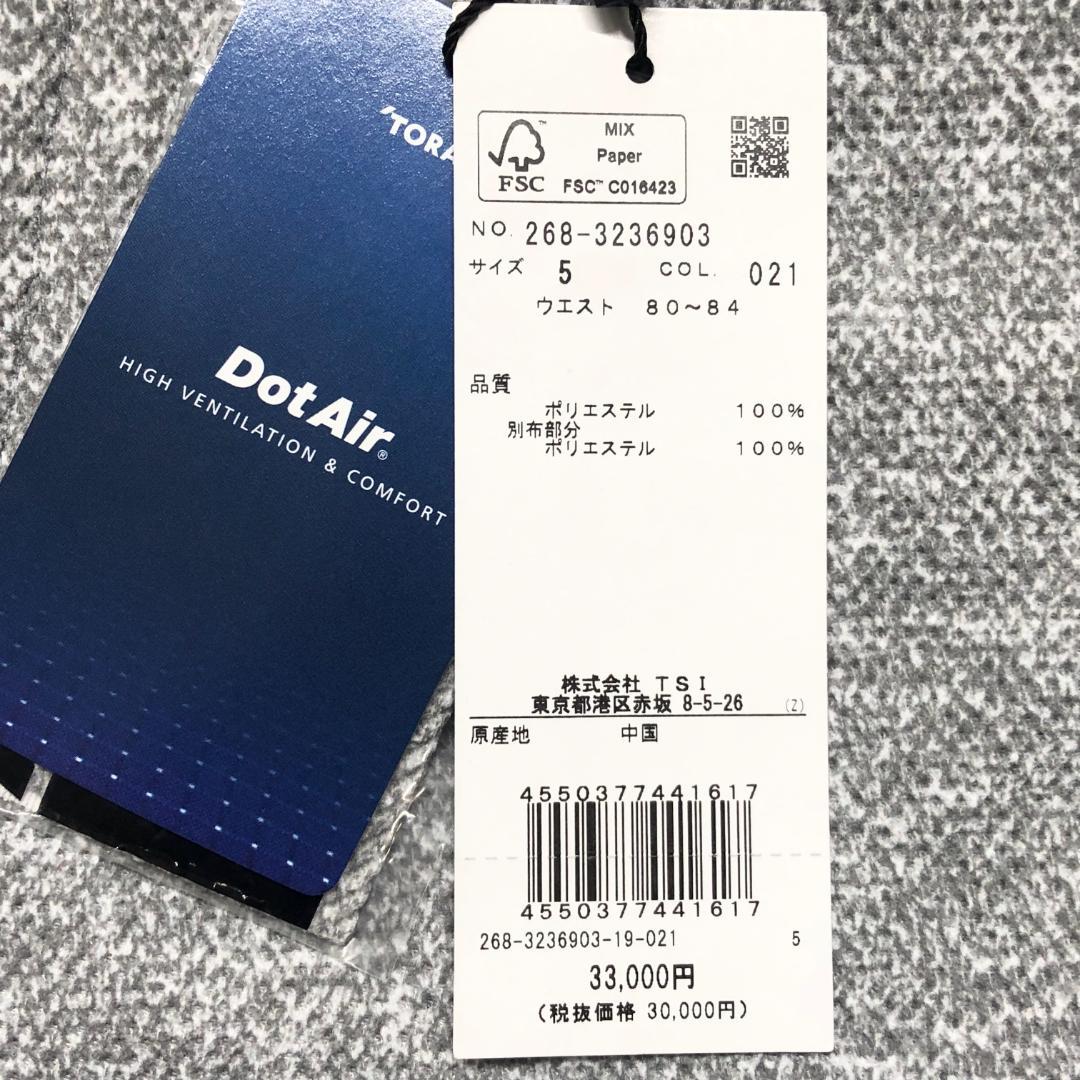 'TORA
DotAir®
HIGH VENTILATION & COMFORT
MIX
Paper
FSC™ C016423
FSC
NO. 268-3236903
サイズ 5 COL. 021
ウエスト 80〜84
品質
ポリエステル 100%
別布部分
ポリエステル 100%
株式会社 TSI
東京都港区赤坂 8-5-26 (Z)
原産地 中国
4550377441617
4550377441617
268-3236903-19-021 5
33,000円
(税抜価格 30,000円)